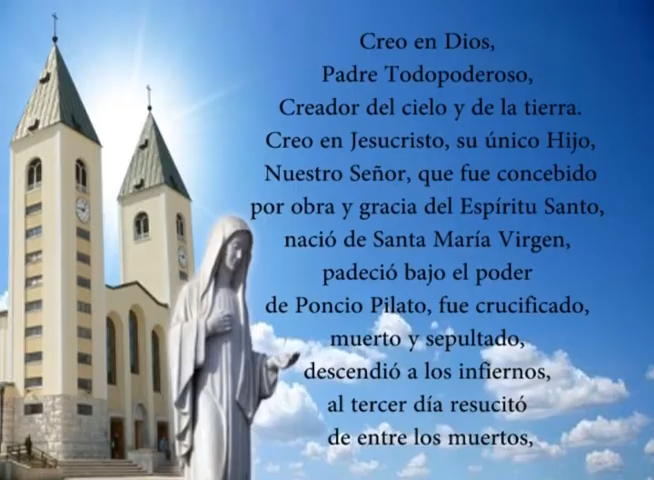 Creo en Dios,
Padre Todopoderoso,
Creador del cielo y de la tierra.
Creo en Jesucristo, su único Hijo,
Nuestro Señor, que fue concebido
por obra y gracia del Espíritu Santo,
nació de Santa María Virgen,
padeció bajo el poder
de Poncio Pilato, fue crucificado,
muerto y sepultado,
descendió a los infiernos,
al tercer día resucitó
de entre los muertos,